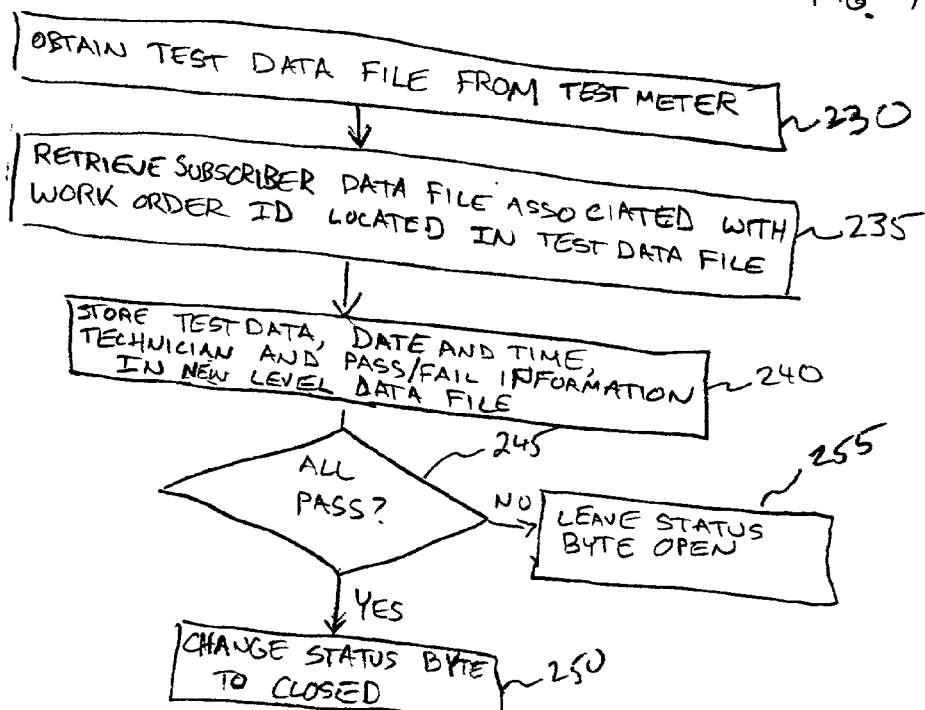 OBTAIN TEST DATA FILE FROM TEST METER
230
RETRIEVE SUBSCRIBER DATA FILE ASSOCIATED WITH
WORK ORDER ID LOCATED IN TEST DATA FILE
235
STORE TEST DATA, DATE AND TIME,
TECHNICIAN AND PASS/FAIL INFORMATION
IN NEW LEVEL DATA FILE
240
ALL
PASS?
245
NO
LEAVE STATUS
BYTE OPEN
255
YES
CHANGE STATUS BYTE
TO CLOSED
250